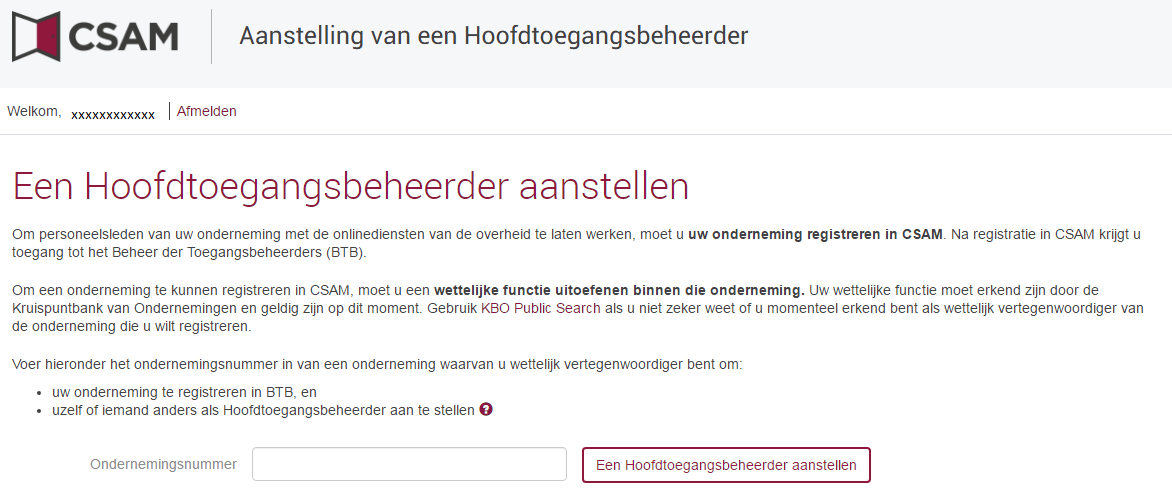 CSAM
Aanstelling van een Hoofdtoegangsbeheerder
Welkom, xxxxxxxxxxxx | Afmelden
Een Hoofdtoegangsbeheerder aanstellen
Om personeelsleden van uw onderneming met de onlinediensten van de overheid te laten werken, moet u uw onderneming registreren in CSAM. Na registratie in CSAM krijgt u
toegang tot het Beheer der Toegangsbeheerders (BTB).
Om een onderneming te kunnen registreren in CSAM, moet u een wettelijke functie uitoefenen binnen die onderneming. Uw wettelijke functie moet erkend zijn door de
Kruispuntbank van Ondernemingen en geldig zijn op dit moment. Gebruik KBO Public Search als u niet zeker weet of u momenteel erkend bent als wettelijk vertegenwoordiger van
de onderneming die u wilt registreren.
Voer hieronder het ondernemingsnummer in van een onderneming waarvan u wettelijk vertegenwoordiger bent om:
• uw onderneming te registreren in BTB, en
• uzelf of iemand anders als Hoofdtoegangsbeheerder aan te stellen ?
Ondernemingsnummer
Een Hoofdtoegangsbeheerder aanstellen